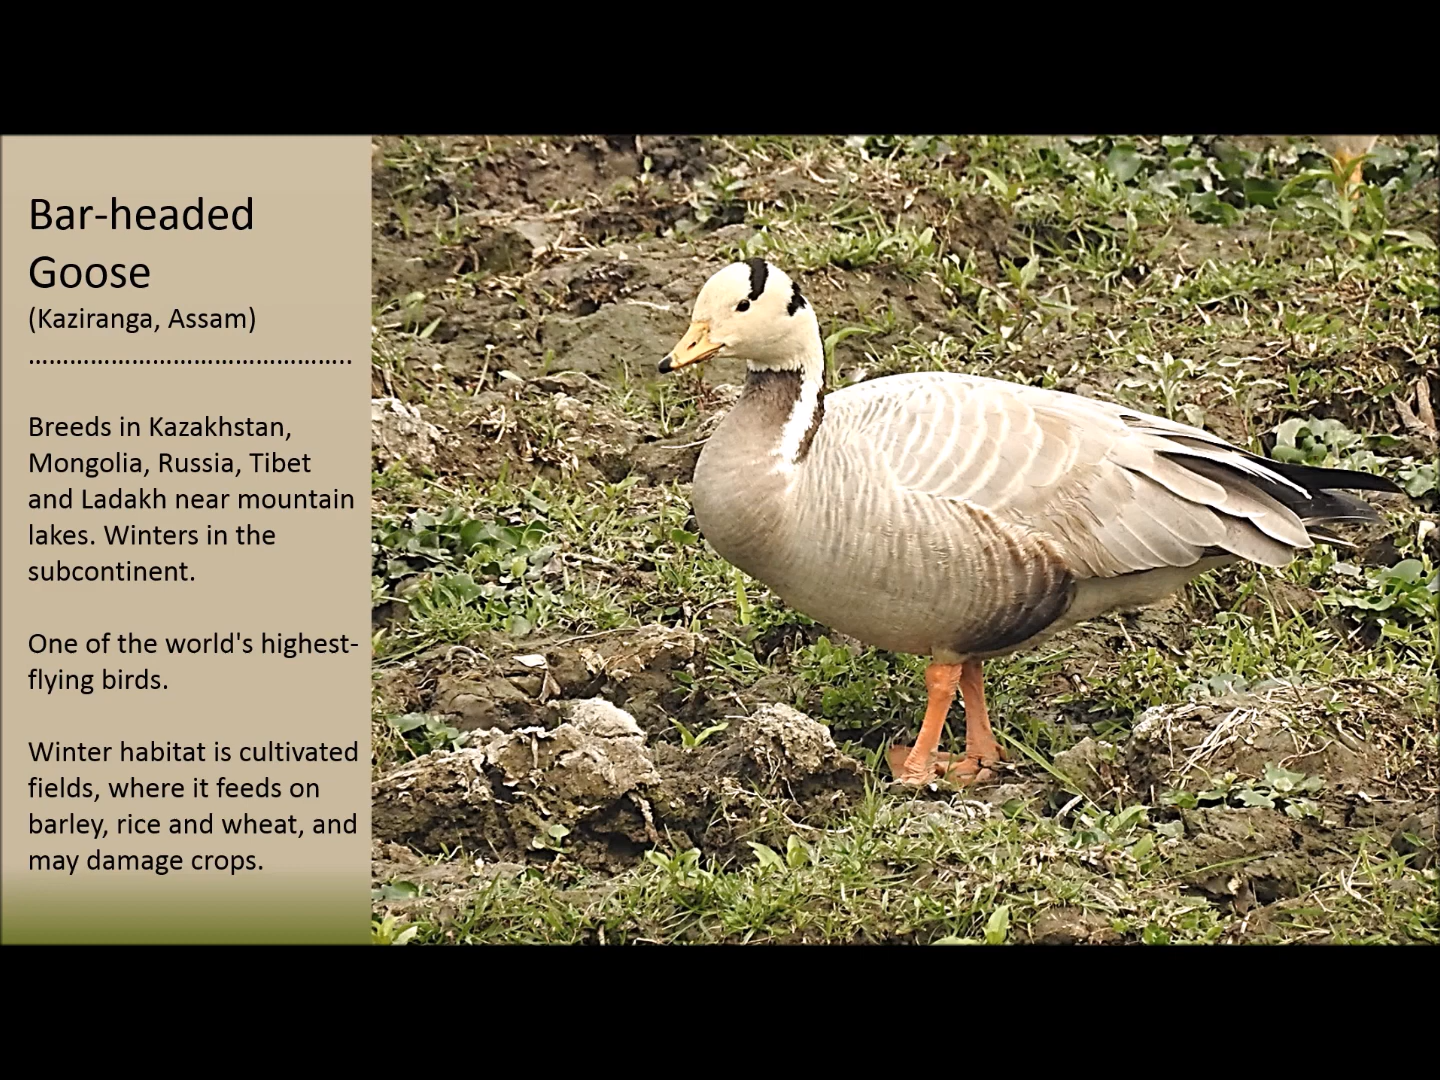 Bar-headed
Goose
(Kaziranga, Assam)
…………………………………………..
Breeds in Kazakhstan,
Mongolia, Russia, Tibet
and Ladakh near mountain
lakes. Winters in the
subcontinent.
One of the world's highest-
flying birds.
Winter habitat is cultivated
fields, where it feeds on
barley, rice and wheat, and
may damage crops.